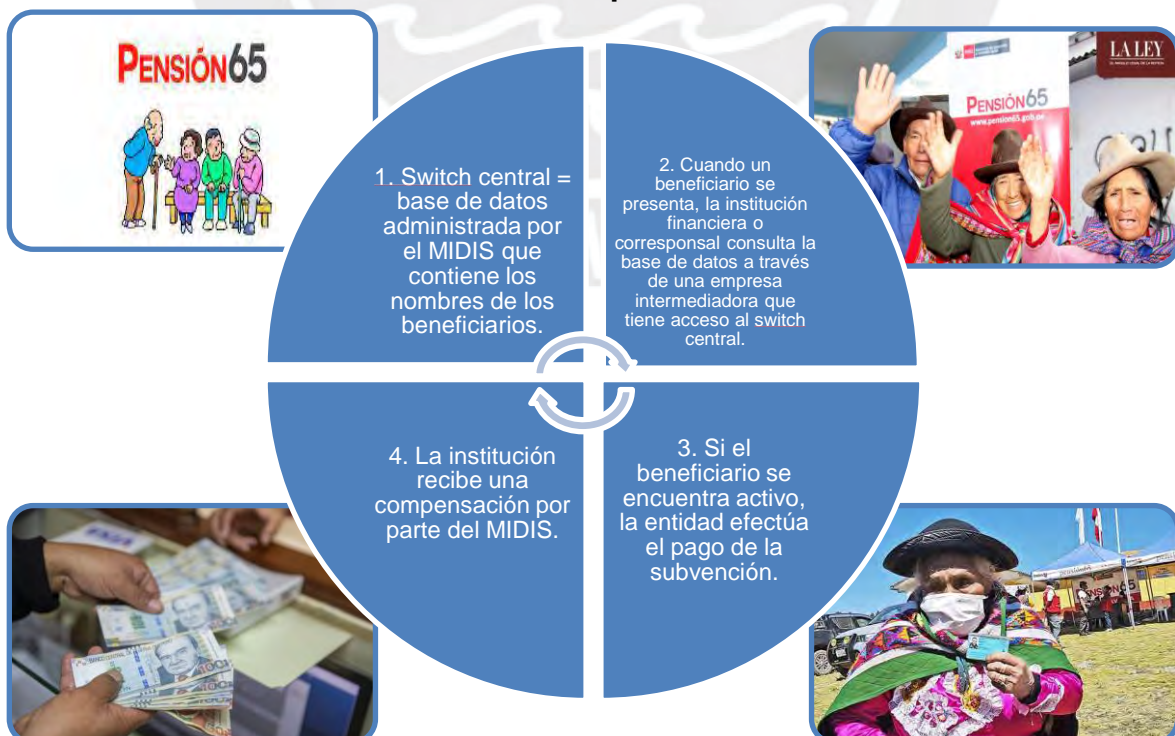 PENSIÓN65
LA LEY
PENSIÓN65
www.pension65.gob.pe
1. Switch central =
base de datos
administrada por
el MIDIS que
contiene los
nombres de los
beneficiarios.
2. Cuando un
beneficiario se
presenta, la institución
financiera o
corresponsal consulta la
base de datos a través
de una empresa
intermediadora que
tiene acceso al switch
central.
4. La institución
recibe una
compensación por
parte del MIDIS.
3. Si el
beneficiario se
encuentra activo,
la entidad efectúa
el pago de la
subvención.